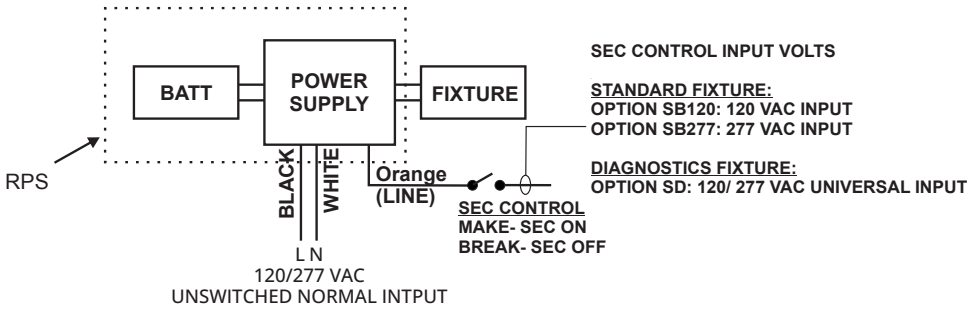 BATT
POWER
SUPPLY
FIXTURE
RPS
BLACK
WHITE
Orange
(LINE)
L N
120/277 VAC
UNSWITCHED NORMAL INTPUT
SEC CONTROL
MAKE- SEC ON
BREAK- SEC OFF
SEC CONTROL INPUT VOLTS
STANDARD FIXTURE:
OPTION SB120: 120 VAC INPUT
OPTION SB277: 277 VAC INPUT
DIAGNOSTICS FIXTURE:
OPTION SD: 120/ 277 VAC UNIVERSAL INPUT